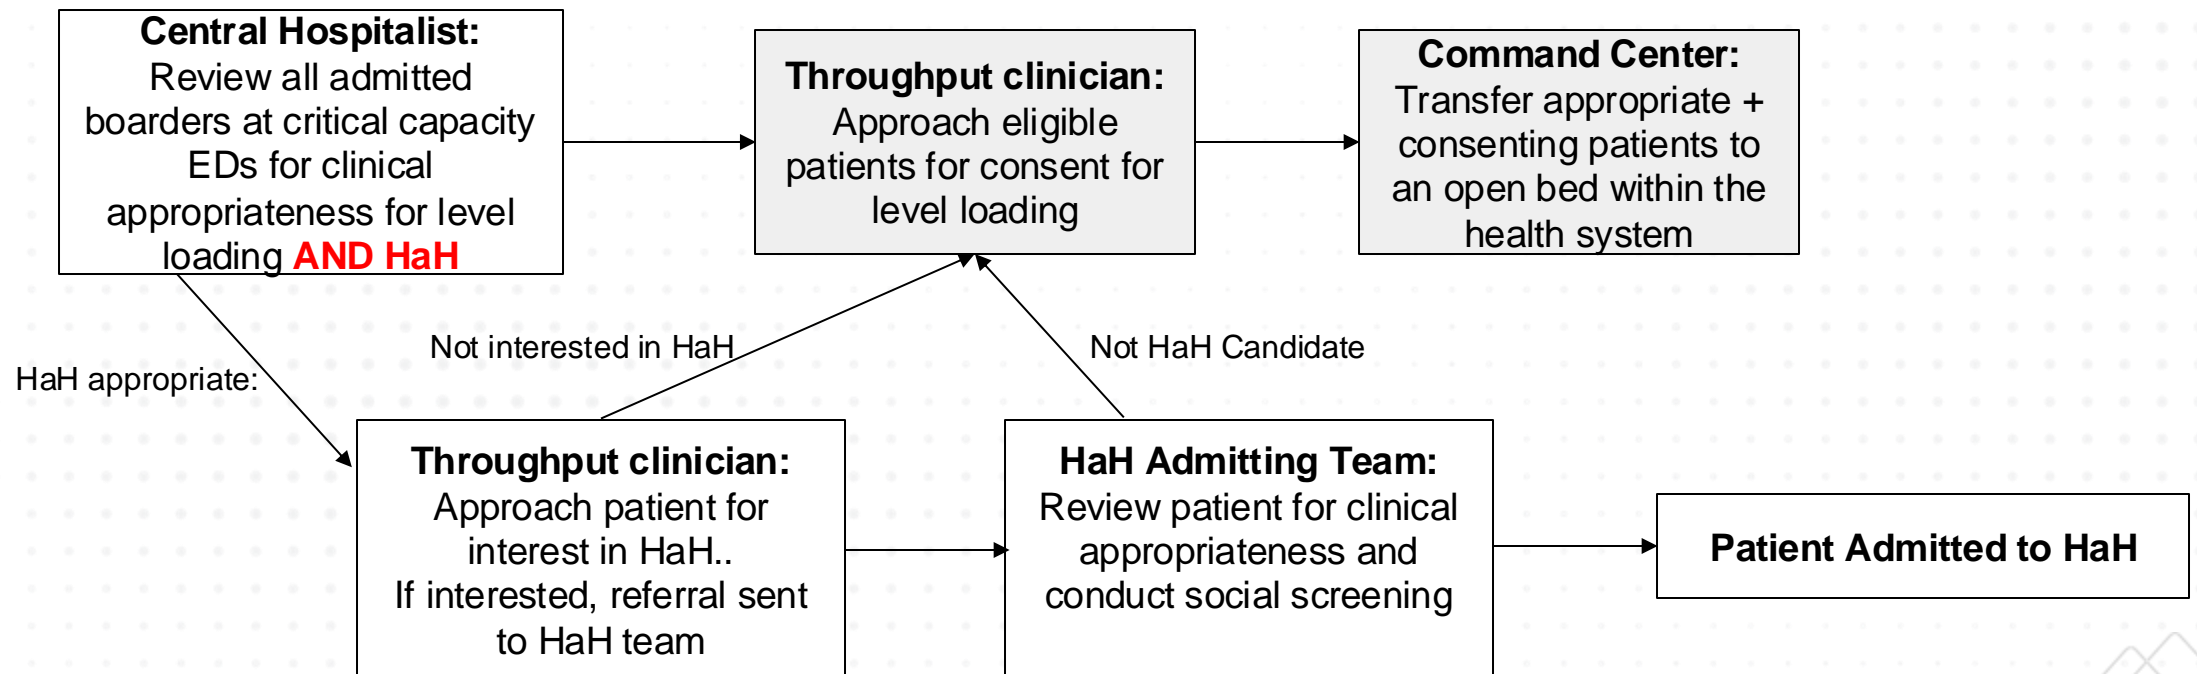 Central Hospitalist:
Review all admitted
boarders at critical capacity
EDs for clinical
appropriateness for level
loading AND HaH
Throughput clinician:
Approach eligible
patients for consent for
level loading
Command Center:
Transfer appropriate +
consenting patients to
an open bed within the
health system
Not interested in HaH
Not HaH Candidate
HaH appropriate:
Throughput clinician:
Approach patient for
interest in HaH..
If interested, referral sent
to HaH team
HaH Admitting Team:
Review patient for clinical
appropriateness and
conduct social screening
Patient Admitted to HaH